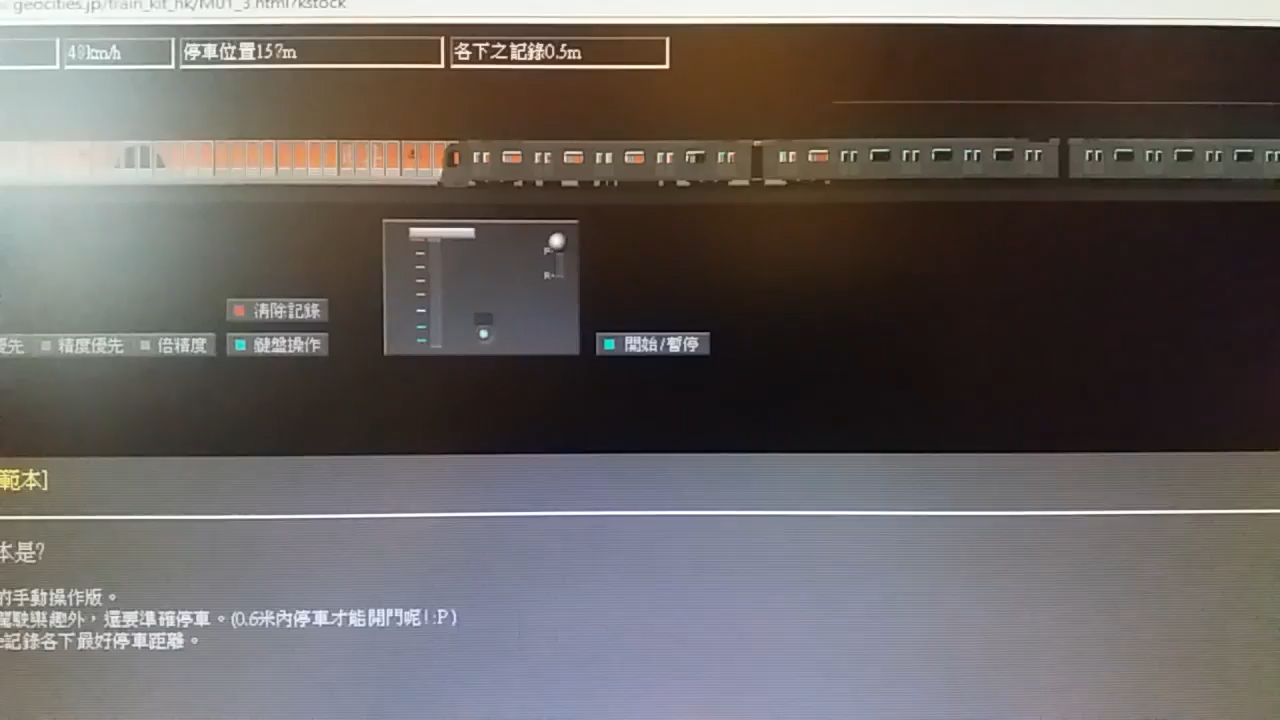 geocities.jp/train_kit_hk/M01_3.html?kstock
km/h
停車位置15?m
各下之記錄0.5m
清除記錄
優先
精度優先
倍精度
鍵盤操作
開始/暫停
範本]
本是?
的手動操作版。
駕駛樂趣外，還要準確停車。(0.6米內停車才能開門呢! :P)
記錄各下最好停車距離。